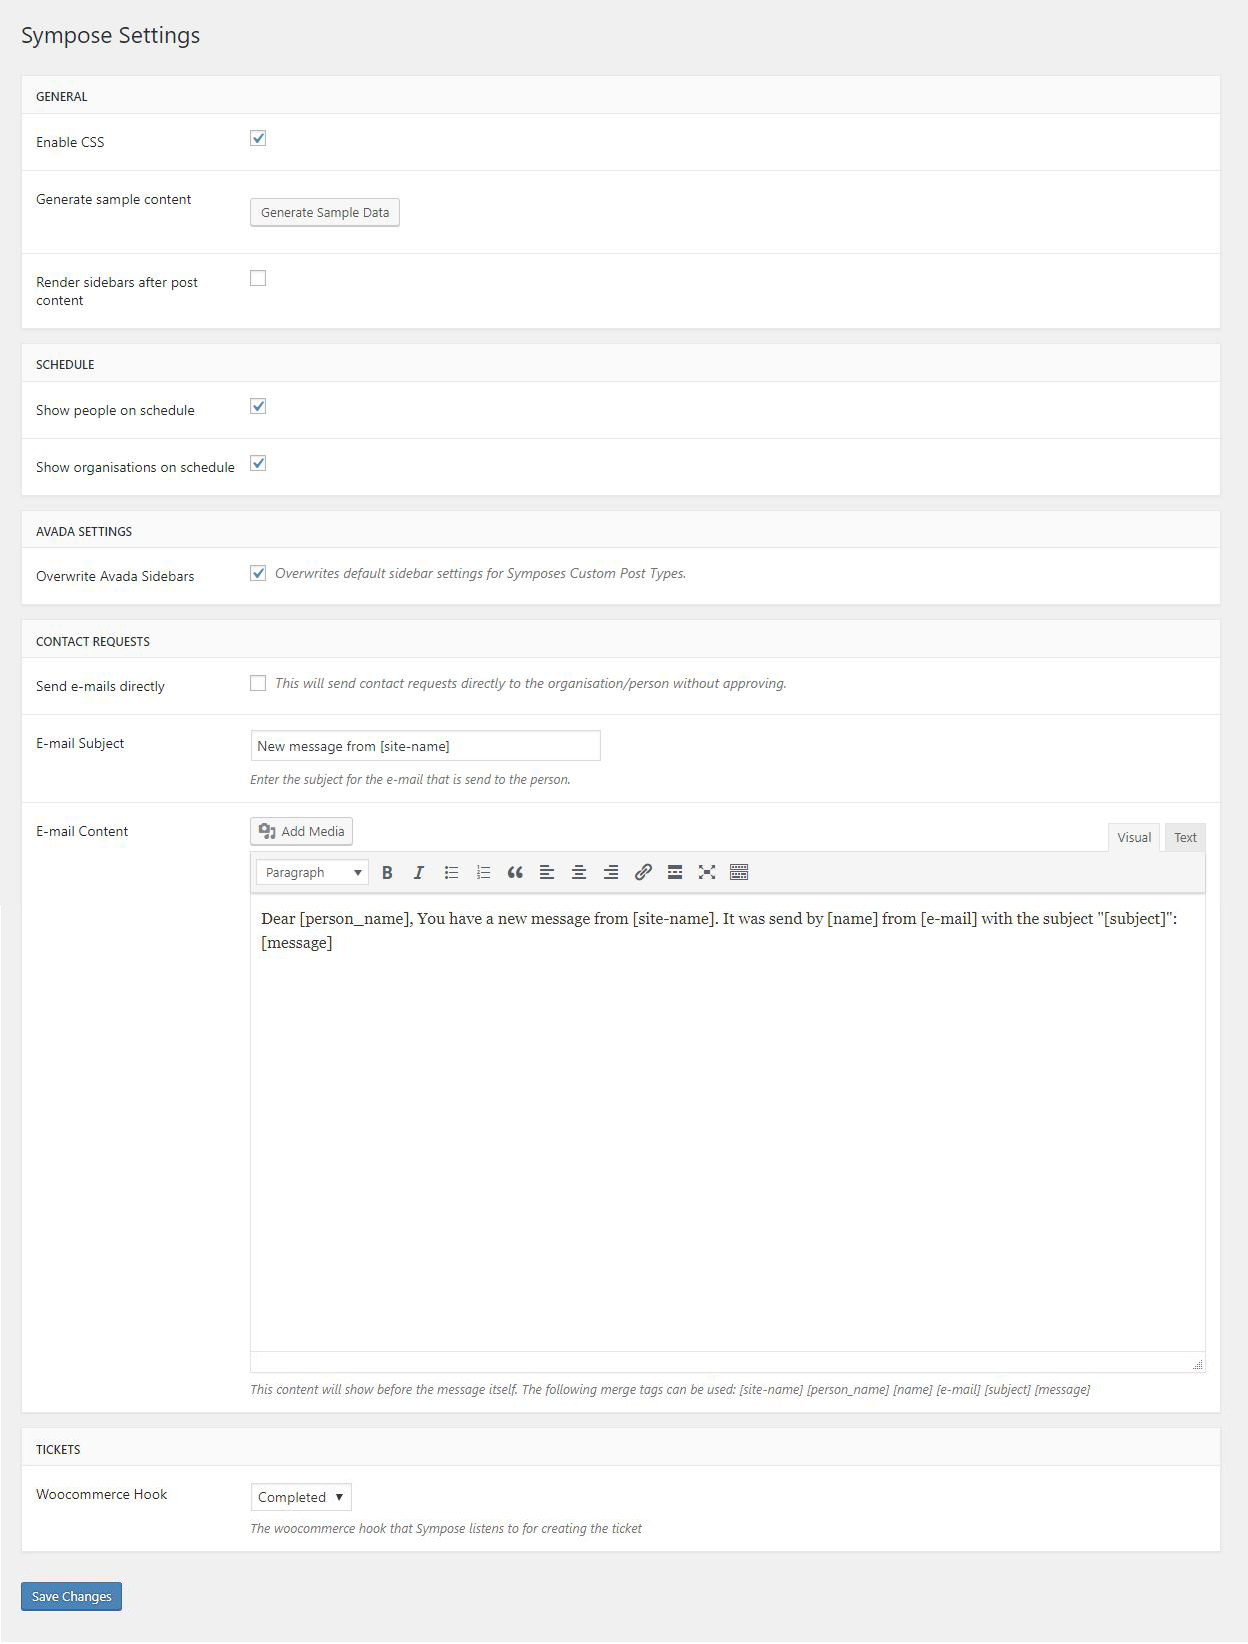 Sympose Settings
GENERAL
Enable CSS
Generate sample content
Generate Sample Data
Render sidebars after post
content
SCHEDULE
Show people on schedule
Show organisations on schedule
AVADA SETTINGS
Overwrite Avada Sidebars
Overwrites default sidebar settings for Symposes Custom Post Types.
CONTACT REQUESTS
Send e-mails directly
This will send contact requests directly to the organisation/person without approving.
E-mail Subject
New message from [site-name]
Enter the subject for the e-mail that is send to the person.
E-mail Content
Add Media
Visual
Text
Paragraph
Dear [person_name], You have a new message from [site-name]. It was send by [name] from [e-mail] with the subject "[subject]":
[message]
This content will show before the message itself. The following merge tags can be used: [site-name] [person_name] [name] [e-mail] [subject] [message]
TICKETS
Woocommerce Hook
Completed
The woocommerce hook that Sympose listens to for creating the ticket
Save Changes